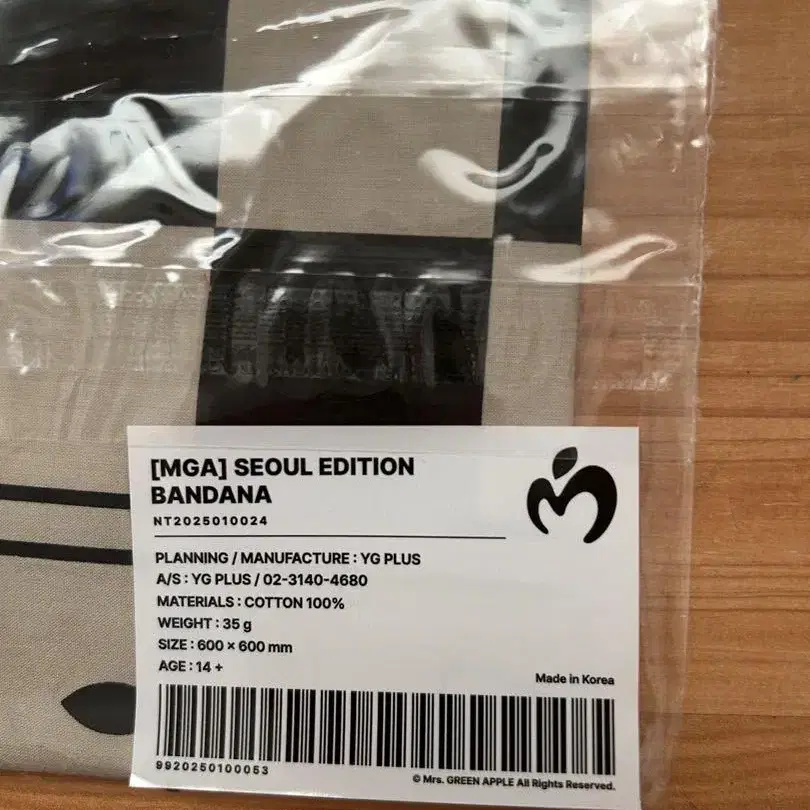 [MGA] SEOUL EDITION
BANDANA
NT2025010024
PLANNING / MANUFACTURE : YG PLUS
A/S : YG PLUS / 02-3140-4680
MATERIALS : COTTON 100%
WEIGHT : 35 g
SIZE : 600 × 600 mm
AGE : 14 +
Made in Korea
9920250100053
© Mrs. GREEN APPLE All Rights Reserved.